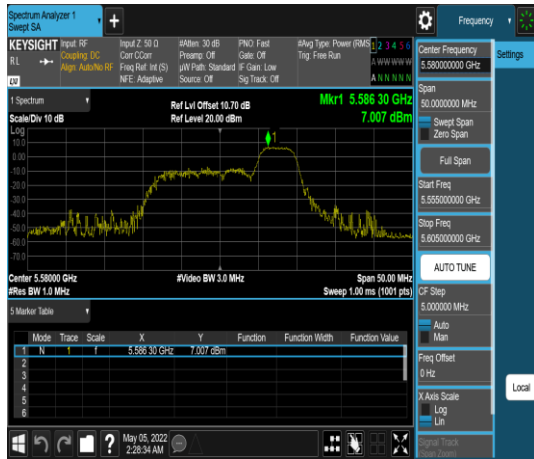 Spectrum Analyzer 1
Swept SA
+
Frequency
KEYSIGHT
RL
LXI
Input: RF
Coupling: DC
Align: Auto/No RF
Input Z: 50 Ω
Corr CCorr
Freq Ref: Int (S)
NFE: Adaptive
#Atten: 30 dB
Preamp: Off
µW Path: Standard
Source: Off
PNO: Fast
Gate: Off
IF Gain: Low
Sig Track: Off
#Avg Type: Power (RMS)
Trig: Free Run
1 2 3 4 5 6
A WW WW W
A N N N N N
1 Spectrum
Scale/Div 10 dB
Ref Lvl Offset 10.70 dB
Ref Level 20.00 dBm
Mkr1 5.586 30 GHz
7.007 dBm
Log
10.0
0.00
-10.0
-20.0
-30.0
-40.0
-50.0
-60.0
-70.0
1
Center 5.58000 GHz
#Res BW 1.0 MHz
#Video BW 3.0 MHz
Span 50.00 MHz
Sweep 1.00 ms (1001 pts)
5 Marker Table
Mode Trace Scale X Y Function Function Width Function Value
1 N 1 f 5.586 30 GHz 7.007 dBm
2
3
4
5
6
Center Frequency
5.580000000 GHz
Settings
Span
50.0000000 MHz
Swept Span
Zero Span
Full Span
Start Freq
5.555000000 GHz
Stop Freq
5.605000000 GHz
AUTO TUNE
CF Step
5.000000 MHz
Auto
Man
Freq Offset
0 Hz
X Axis Scale
Log
Lin
Local
Signal Track
(Span Zoom)
?
May 05, 2022
2:28:34 AM